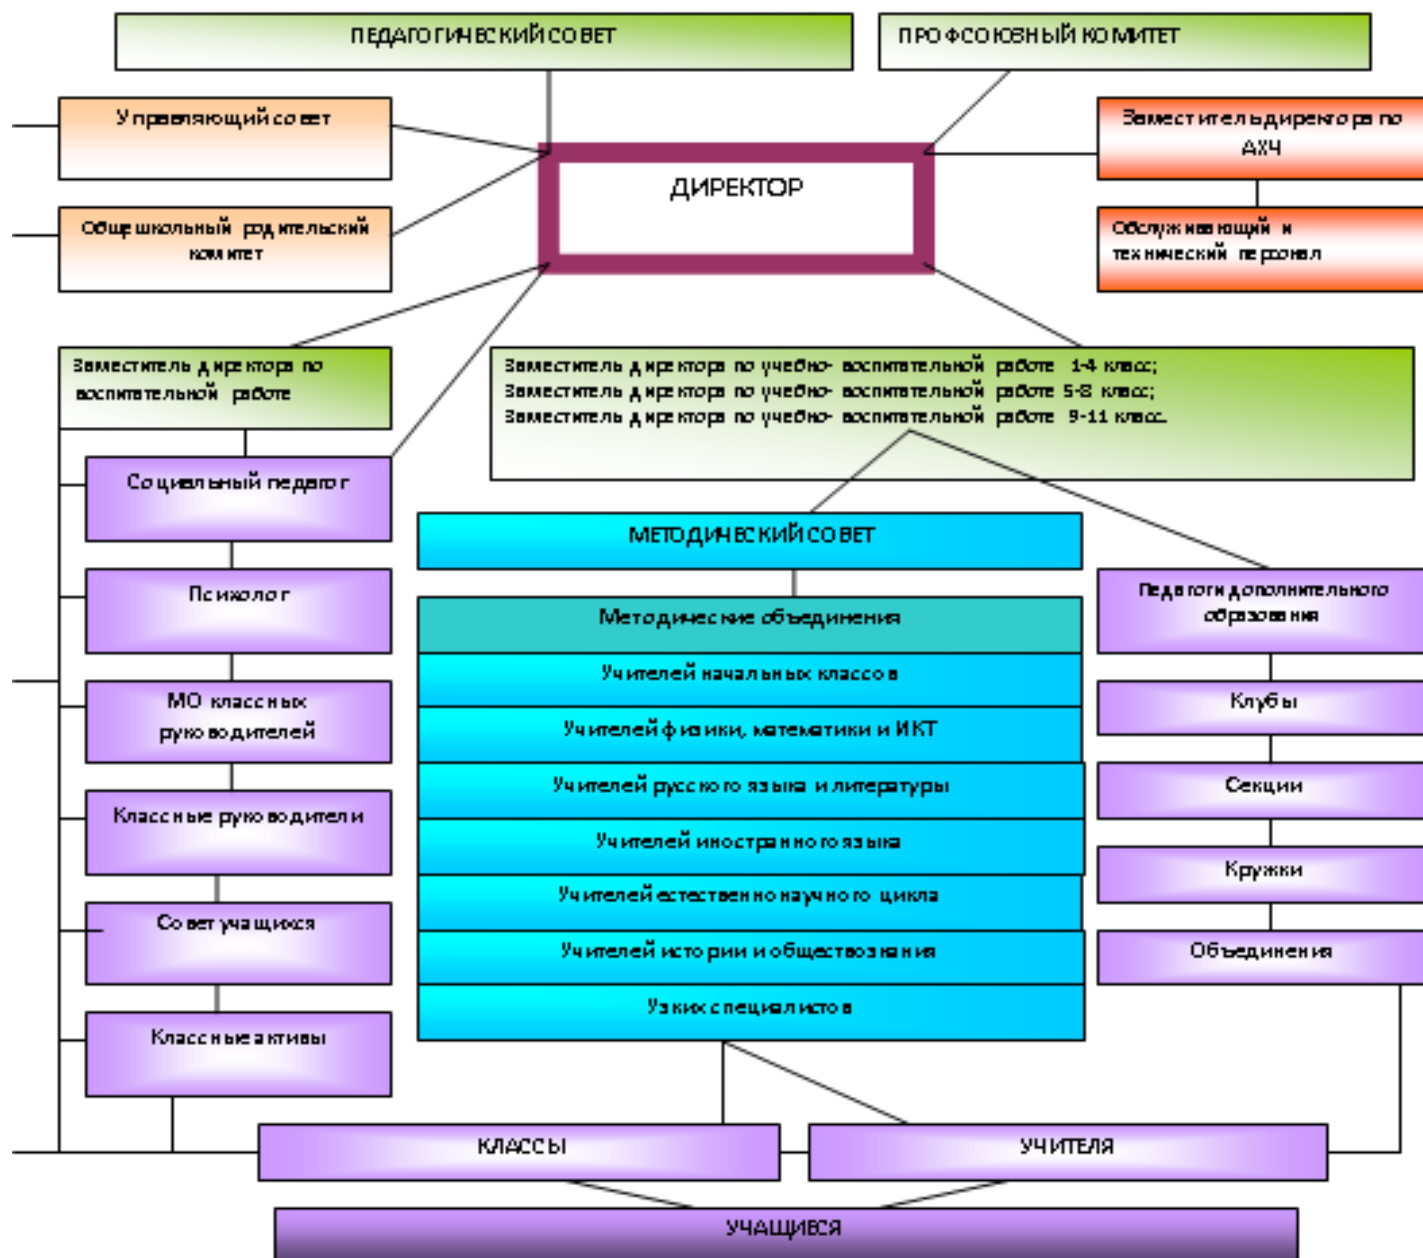 ПЕДАГОГИЧЕСКИЙ СОВЕТ
ПРОФСОЮЗНЫЙ КОМИТЕТ
Управляющий совет
Заместитель директора по
АХЧ
ДИРЕКТОР
Общешкольный родительский
комитет
Обслуживающий и
технический персонал
Заместитель директора по
воспитательной работе
Заместитель директора по учебно- воспитательной работе 1-4 класс;
Заместитель директора по учебно- воспитательной работе 5-8 класс;
Заместитель директора по учебно- воспитательной работе 9-11 класс.
Социальный педагог
Психолог
МО классных
руководителей
Классные руководители
Совет учащихся
Классные активы
МЕТОДИЧЕСКИЙ СОВЕТ
Методические объединения
Учителей начальных классов
Учителей физики, математики и ИКТ
Учителей русского языка и литературы
Учителей иностранного языка
Учителей естественно научного цикла
Учителей истории и обществознания
Узких специалистов
Педагоги дополнительного
образования
Клубы
Секции
Кружки
Объединения
КЛАССЫ
УЧИТЕЛЯ
УЧАЩИЕСЯ